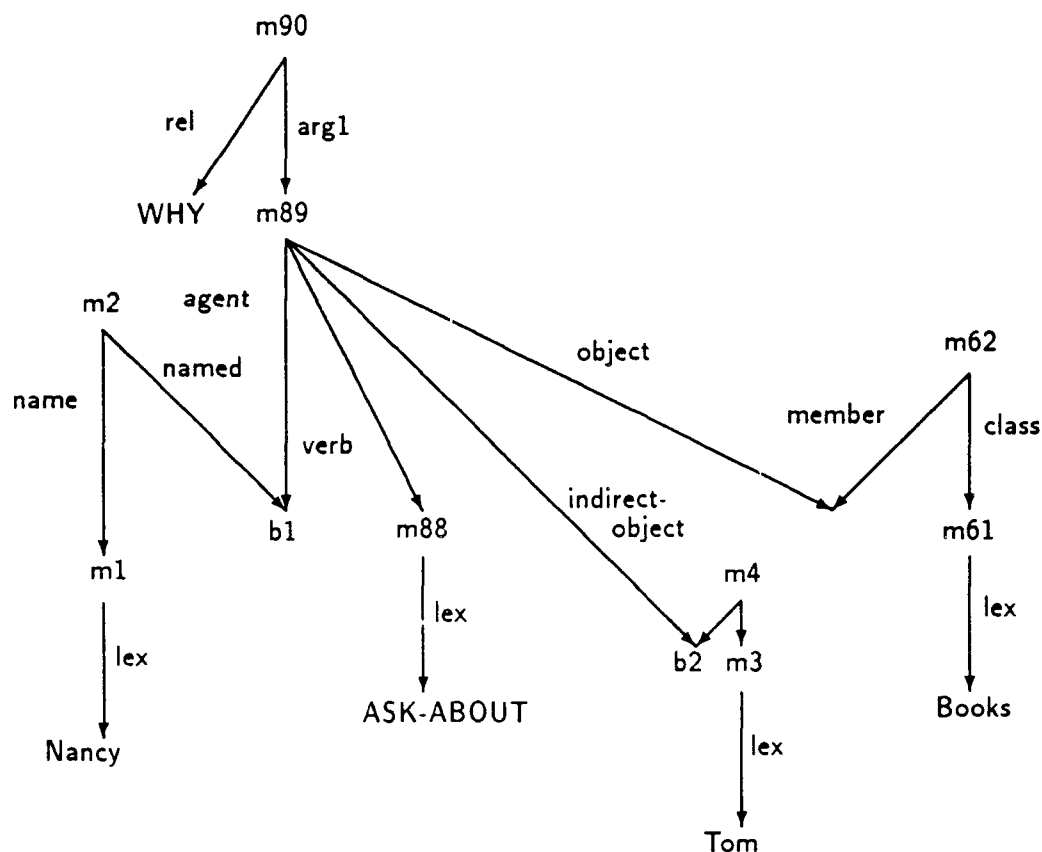 m90
rel
arg1
WHY
m89
agent
m2
named
object
m62
name
member
class
verb
indirect-
object
b1
m88
m61
m1
m4
lex
lex
lex
b2
m3
ASK-ABOUT
Books
Nancy
lex
Tom